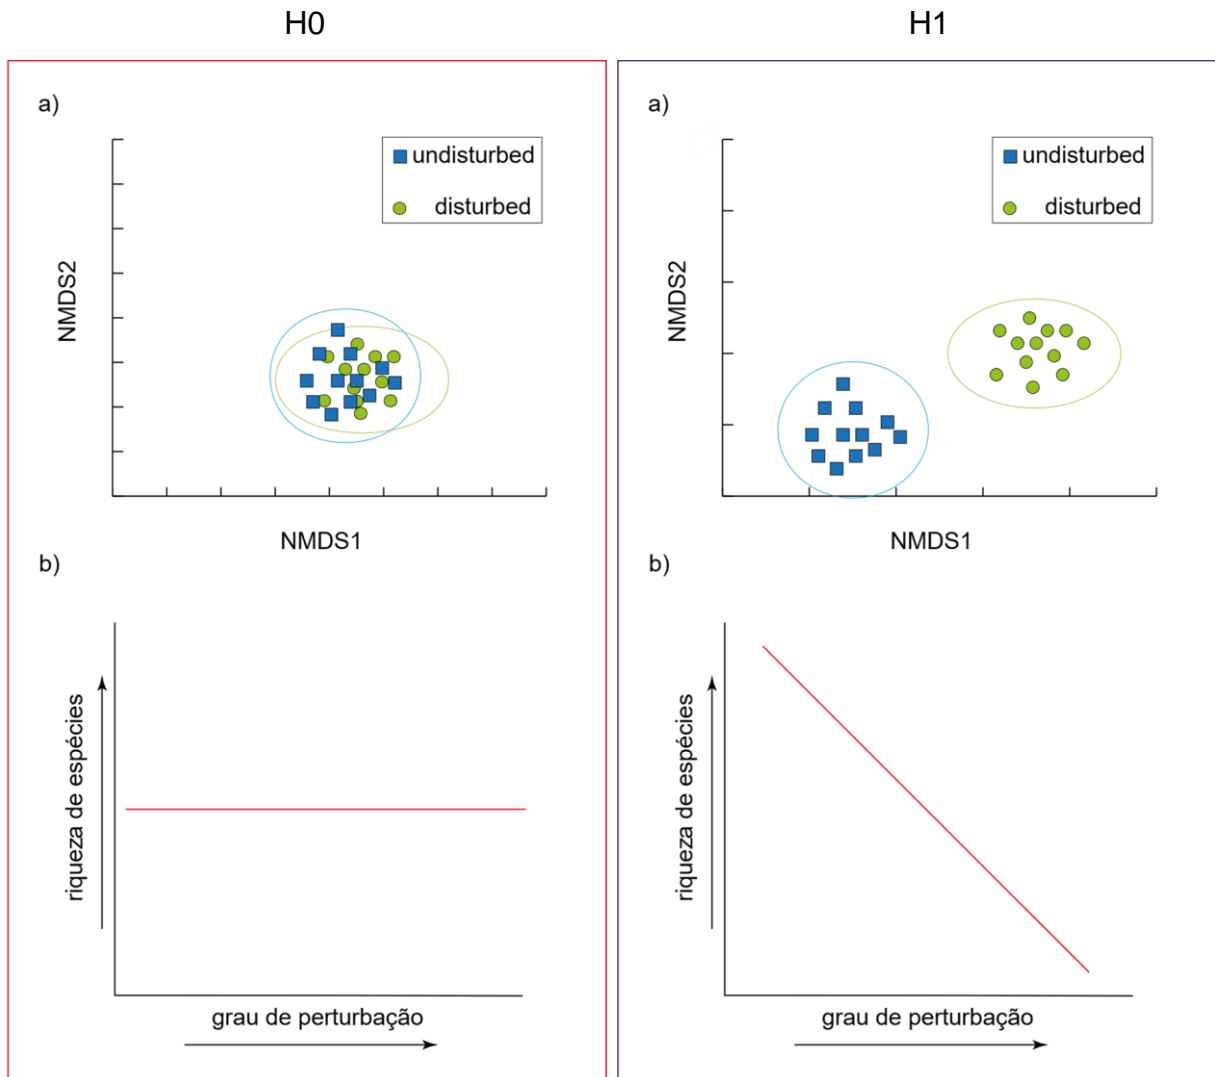 H0
H1
a)
undisturbed
disturbed
NMDS2
NMDS1
b)
riqueza de espécies
grau de perturbação
a)
undisturbed
disturbed
NMDS2
NMDS1
b)
riqueza de espécies
grau de perturbação